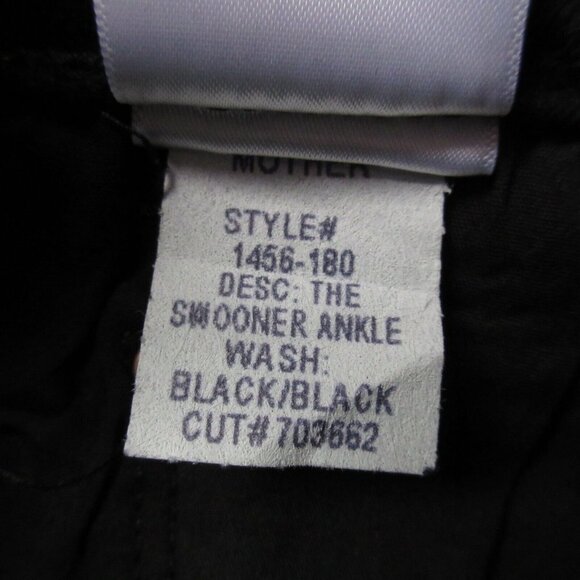 MOTHER
STYLE#
1456-180
DESC: THE
SWOONER ANKLE
WASH:
BLACK/BLACK
CUT# 703662